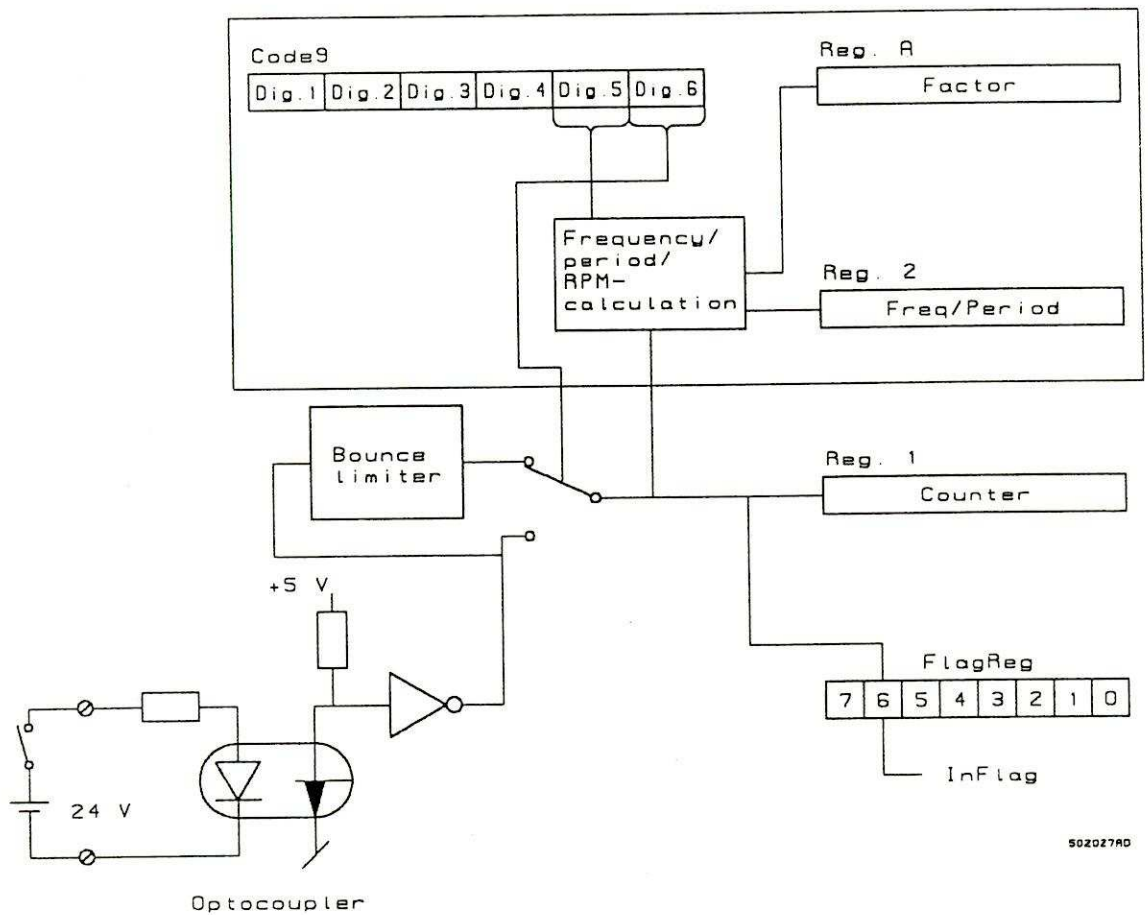 Code9
Dig.1 Dig.2 Dig.3 Dig.4 Dig.5 Dig.6
Reg. A
Factor
Frequency/
period/
RPM-
calculation
Reg. 2
Freq/Period
Bounce
limiter
Reg. 1
Counter
+5 V
FlagReg
7 6 5 4 3 2 1 0
InFlag
24 V
Optocoupler
502027AD